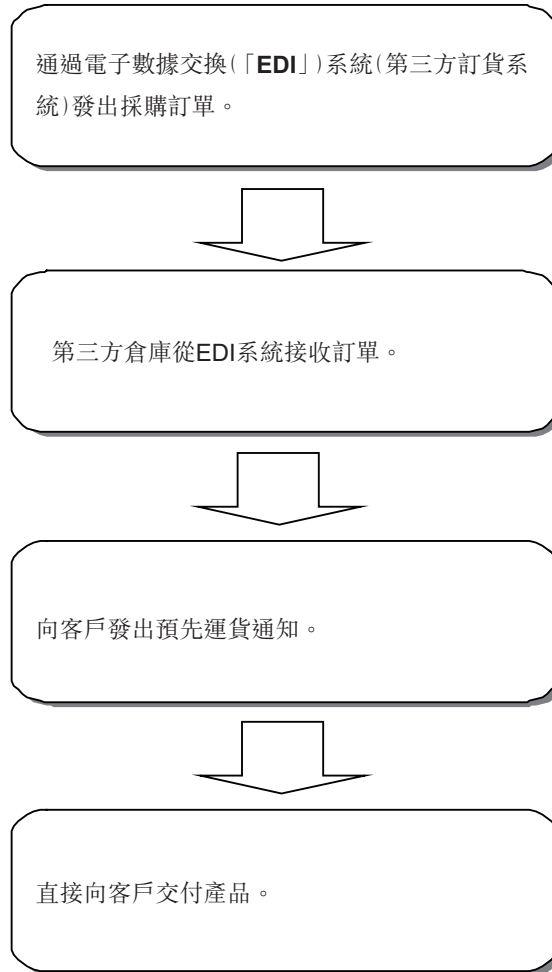 通過電子數據交換(「EDI」)系統(第三方訂貨系
統)發出採購訂單。
第三方倉庫從EDI系統接收訂單。
向客戶發出預先運貨通知。
直接向客戶交付產品。